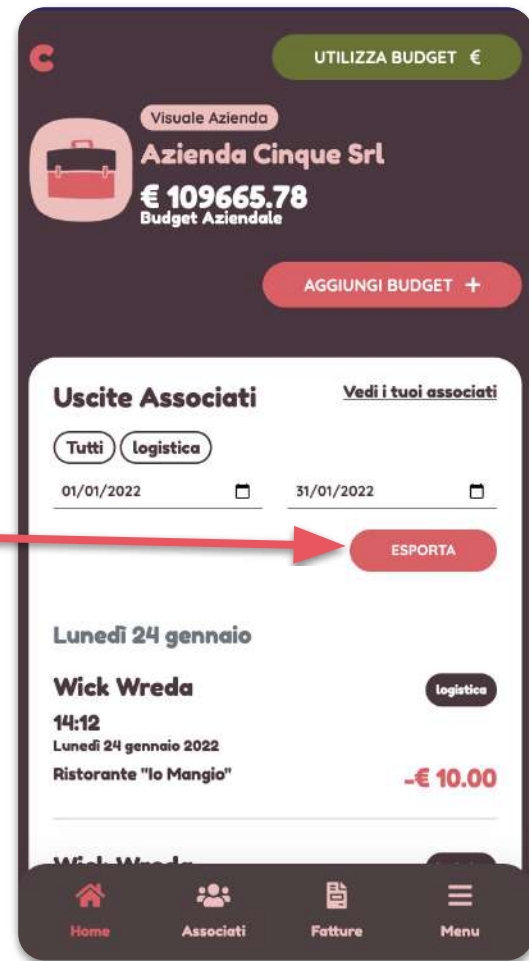 C
UTILIZZA BUDGET €
Visuale Azienda
Azienda Cinque Srl
€ 109665.78
Budget Aziendale
AGGIUNGI BUDGET +
Uscite Associati
Vedi i tuoi associati
Tutti
logistica
01/01/2022
31/01/2022
ESPORTA
Lunedì 24 gennaio
Wick Wreda
logistica
14:12
Lunedì 24 gennaio 2022
Ristorante "Io Mangio"
-€ 10.00
Wick Wreda
Home
Associati
Fatture
Menu